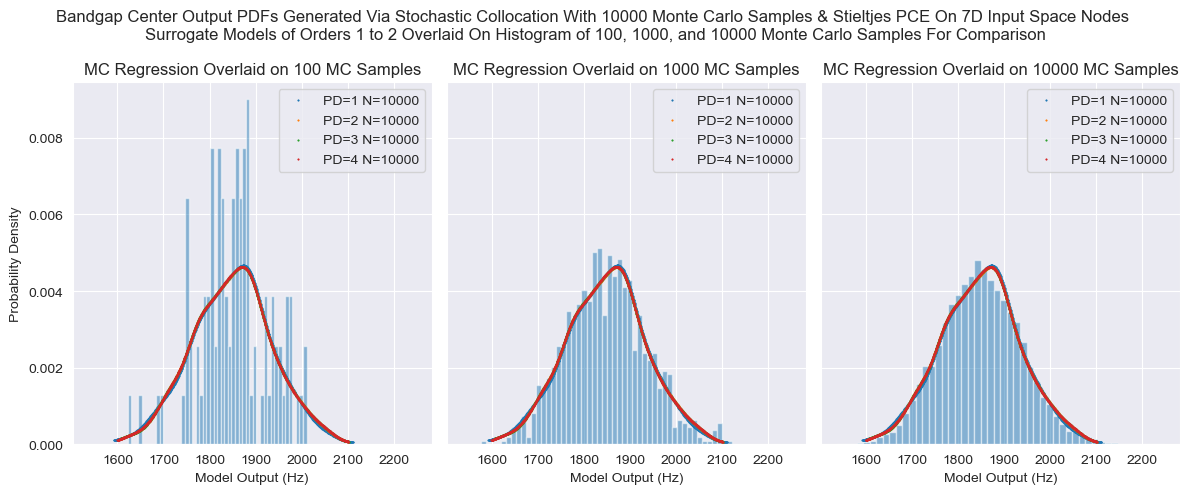 Bandgap Center Output PDFs Generated Via Stochastic Collocation With 10000 Monte Carlo Samples & Stieltjes PCE On 7D Input Space Nodes
Surrogate Models of Orders 1 to 2 Overlaid On Histogram of 100, 1000, and 10000 Monte Carlo Samples For Comparison
MC Regression Overlaid on 100 MC Samples
PD=1 N=10000
PD=2 N=10000
PD=3 N=10000
PD=4 N=10000
0.008
0.006
0.004
0.002
0.000
Probability Density
1600 1700 1800 1900 2000 2100 2200
Model Output (Hz)
MC Regression Overlaid on 1000 MC Samples
PD=1 N=10000
PD=2 N=10000
PD=3 N=10000
PD=4 N=10000
1600 1700 1800 1900 2000 2100 2200
Model Output (Hz)
MC Regression Overlaid on 10000 MC Samples
PD=1 N=10000
PD=2 N=10000
PD=3 N=10000
PD=4 N=10000
1600 1700 1800 1900 2000 2100 2200
Model Output (Hz)